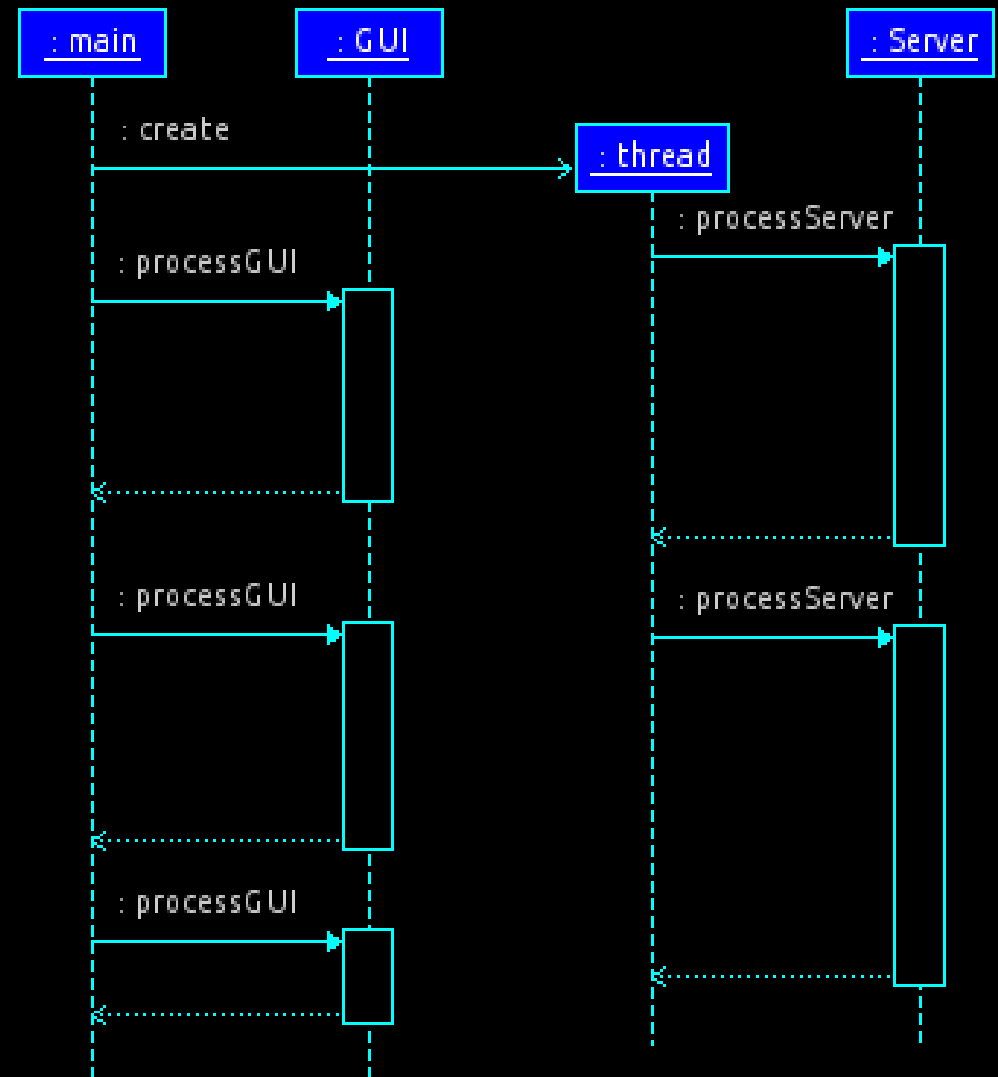 : main
: GUI
: Server
: create
: thread
: processServer
: processGUI
: processGUI
: processServer
: processGUI